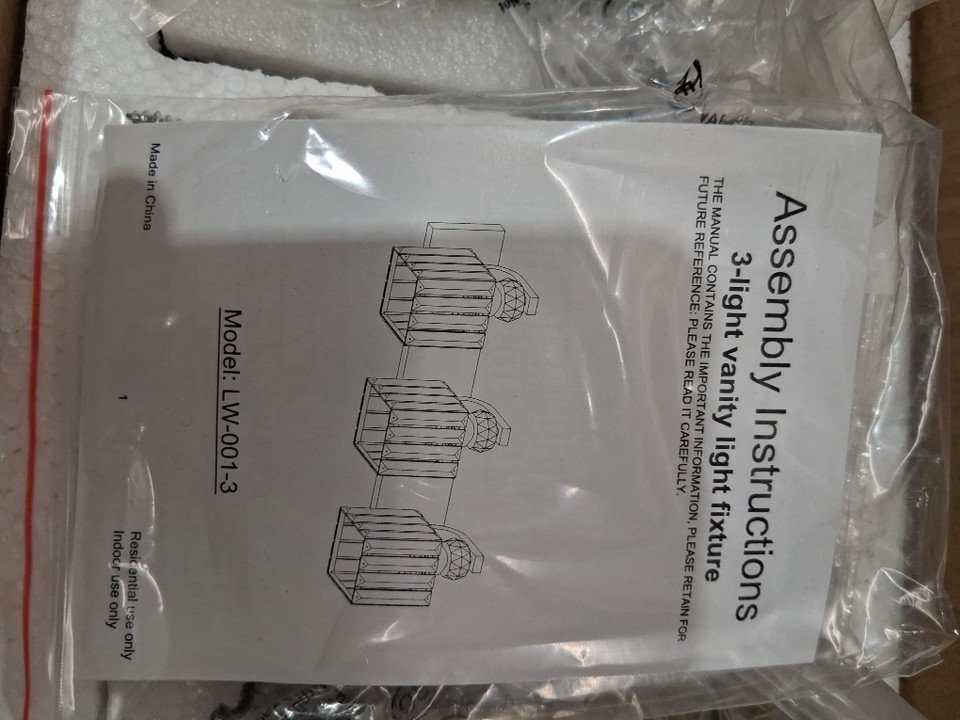 Assembly Instructions
3-light vanity light fixture
THE MANUAL CONTAINS THE IMPORTANT INFORMATION, PLEASE RETAIN FOR
FUTURE REFERENCE: PLEASE READ IT CAREFULLY.
Model: LW-001-3
Made in China
1
Residential use only
Indoor use only